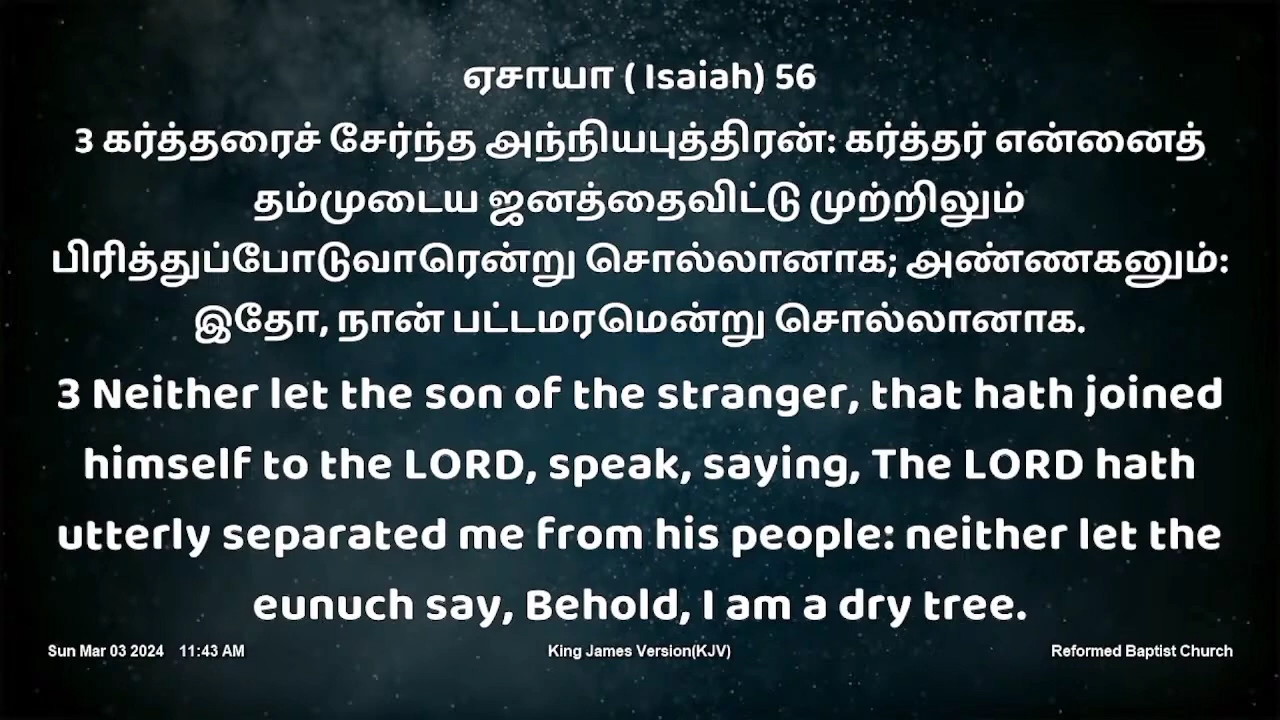 ஏசாயா ( Isaiah) 56
3 கர்த்தரைச் சேர்ந்த அந்நியபுத்திரன்: கர்த்தர் என்னைத்
தம்முடைய ஜனத்தைவிட்டு முற்றிலும்
பிரித்துப்போடுவாரென்று சொல்லானாக; அண்ணகனும்:
இதோ, நான் பட்டமரமென்று சொல்லானாக.
3 Neither let the son of the stranger, that hath joined
himself to the LORD, speak, saying, The LORD hath
utterly separated me from his people: neither let the
eunuch say, Behold, I am a dry tree.
Sun Mar 03 2024 11:43 AM King James Version(KJV) Reformed Baptist Church